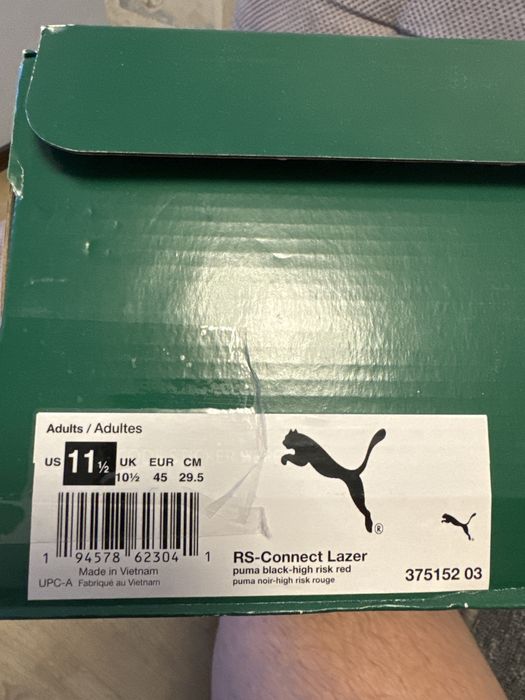 Adults / Adultes
US 11½ UK EUR CM
10½ 45 29.5
1 94578 62304 1
Made in Vietnam
UPC-A Fabriqué au Vietnam
®
RS-Connect Lazer
puma black-high risk red
puma noir-high risk rouge
375152 03